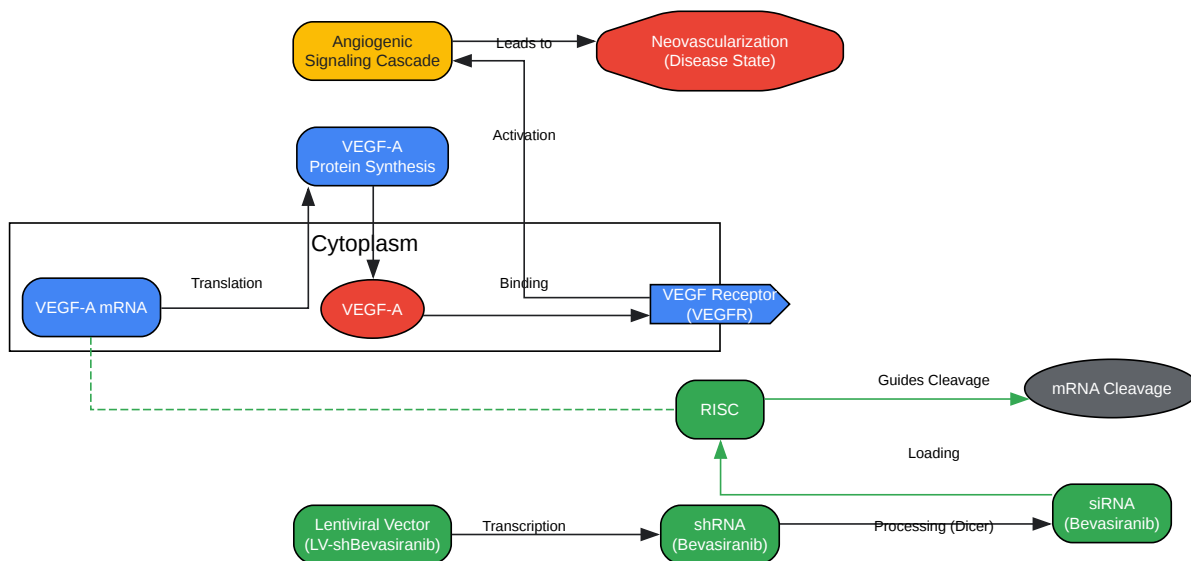 Angiogenic
Signaling Cascade
Leads to
Neovascularization
(Disease State)
Activation
VEGF-A
Protein Synthesis
Cytoplasm
Translation
Binding
VEGF-A mRNA
VEGF-A
VEGF Receptor
(VEGFR)
Guides Cleavage
mRNA Cleavage
RISC
Loading
Lentiviral Vector
(LV-shBevasiranib)
Transcription
shRNA
(Bevasiranib)
Processing (Dicer)
siRNA
(Bevasiranib)